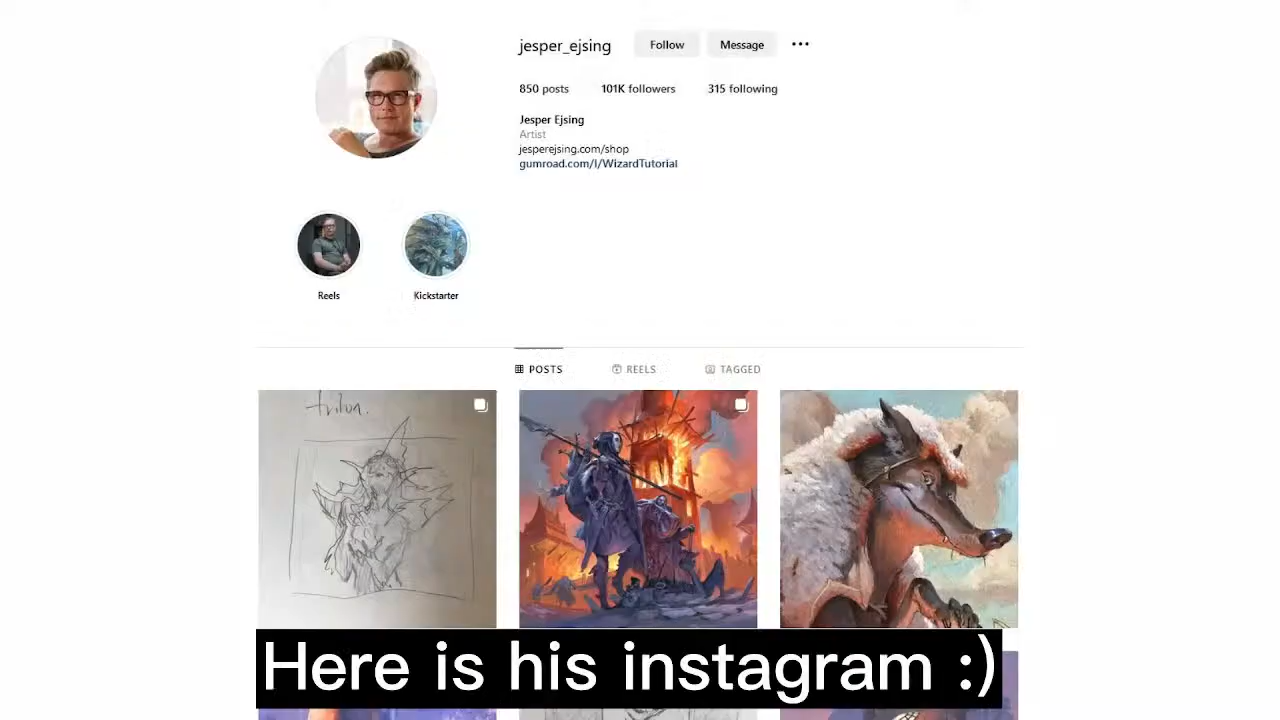 jesper_ejsing Follow Message
850 posts 101K followers 315 following
Jesper Ejsing
Artist
jesperejsing.com/shop
gumroad.com/l/WizardTutorial
Reels Kickstarter
POSTS REELS TAGGED
triton.
Here is his instagram :)